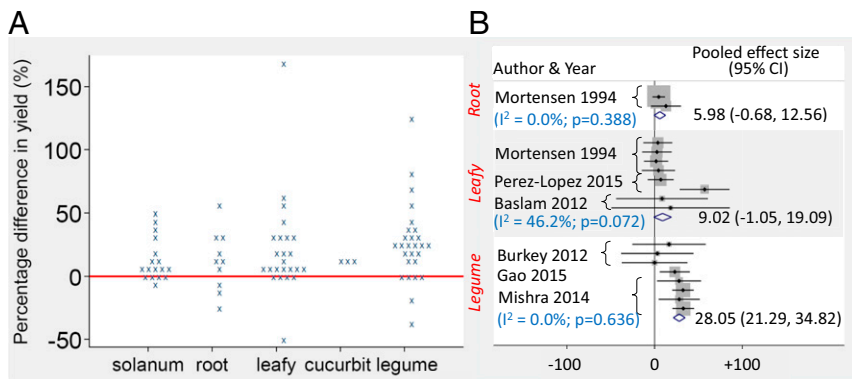 A
Percentage difference in yield (%)
150
100
50
0
-50
solanum root leafy cucurbit legume
B
Author & Year
Pooled effect size
(95% CI)
Root
Mortensen 1994
(I² = 0.0%; p=0.388)
5.98 (-0.68, 12.56)
Leafy
Mortensen 1994
Perez-Lopez 2015
Baslam 2012
(I² = 46.2%; p=0.072)
9.02 (-1.05, 19.09)
Legume
Burkey 2012
Gao 2015
Mishra 2014
(I² = 0.0%; p=0.636)
28.05 (21.29, 34.82)
-100 0 +100